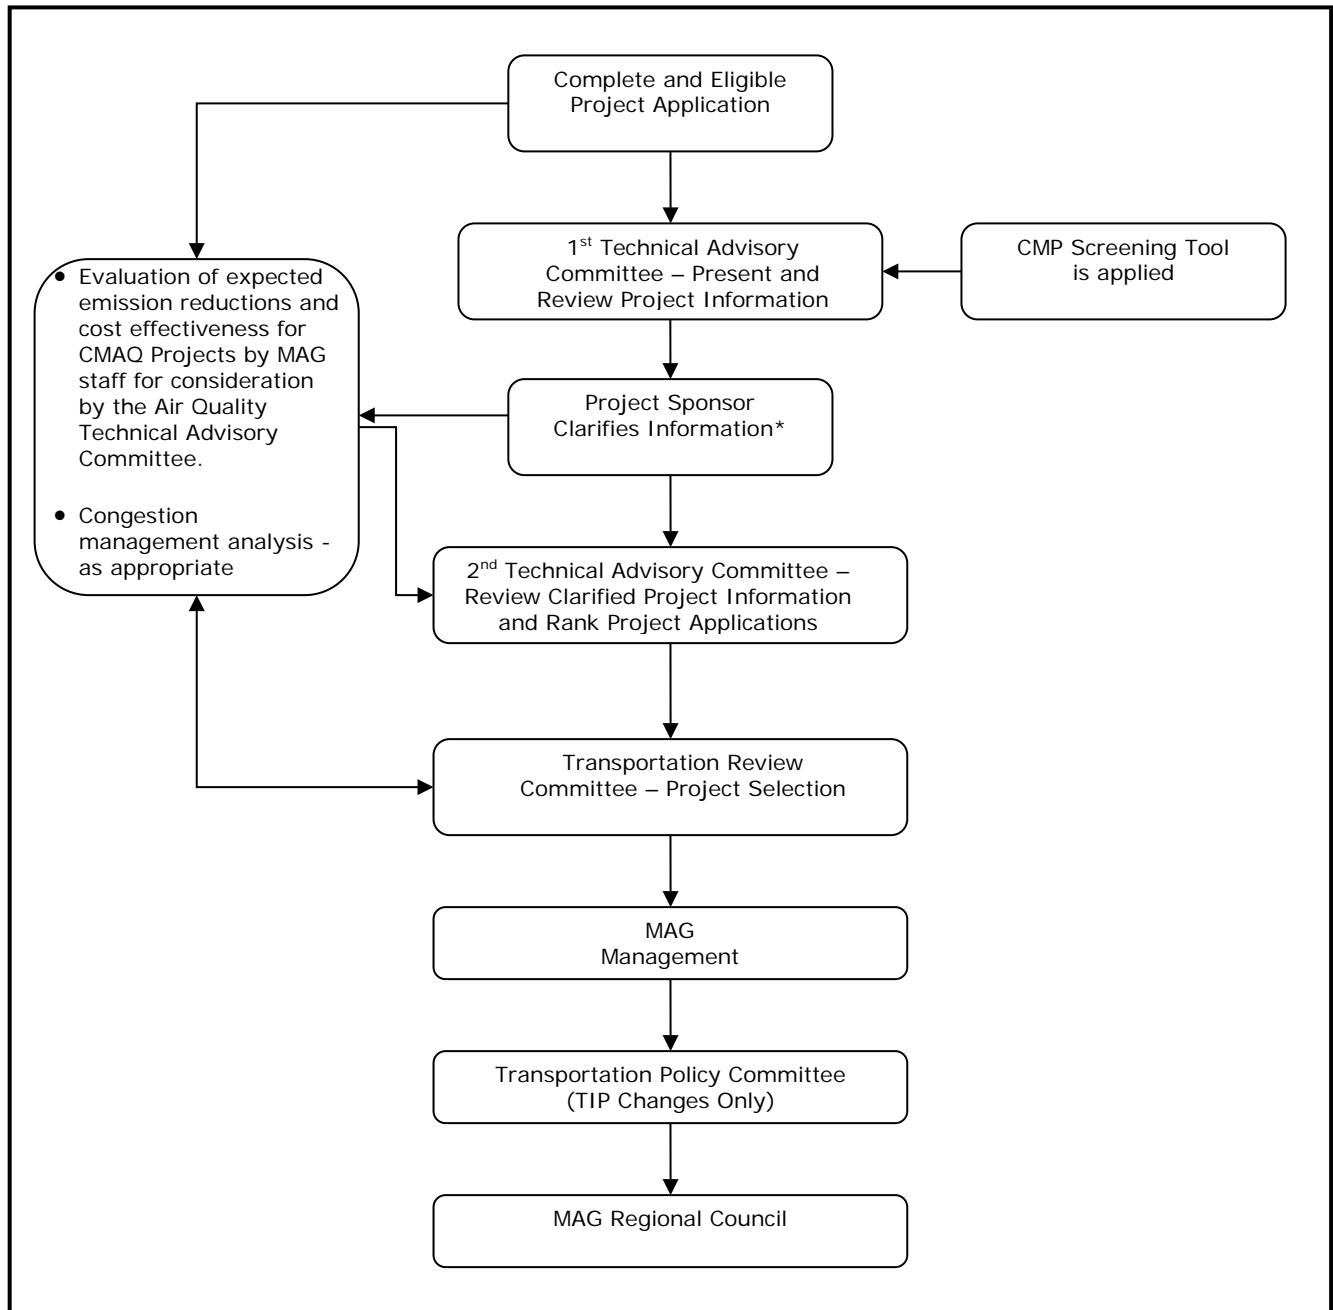 Complete and Eligible
Project Application
1st Technical Advisory
Committee – Present and
Review Project Information
CMP Screening Tool
is applied
• Evaluation of expected
emission reductions and
cost effectiveness for
CMAQ Projects by MAG
staff for consideration
by the Air Quality
Technical Advisory
Committee.
• Congestion
management analysis -
as appropriate
Project Sponsor
Clarifies Information*
2nd Technical Advisory Committee –
Review Clarified Project Information
and Rank Project Applications
Transportation Review
Committee – Project Selection
MAG
Management
Transportation Policy Committee
(TIP Changes Only)
MAG Regional Council